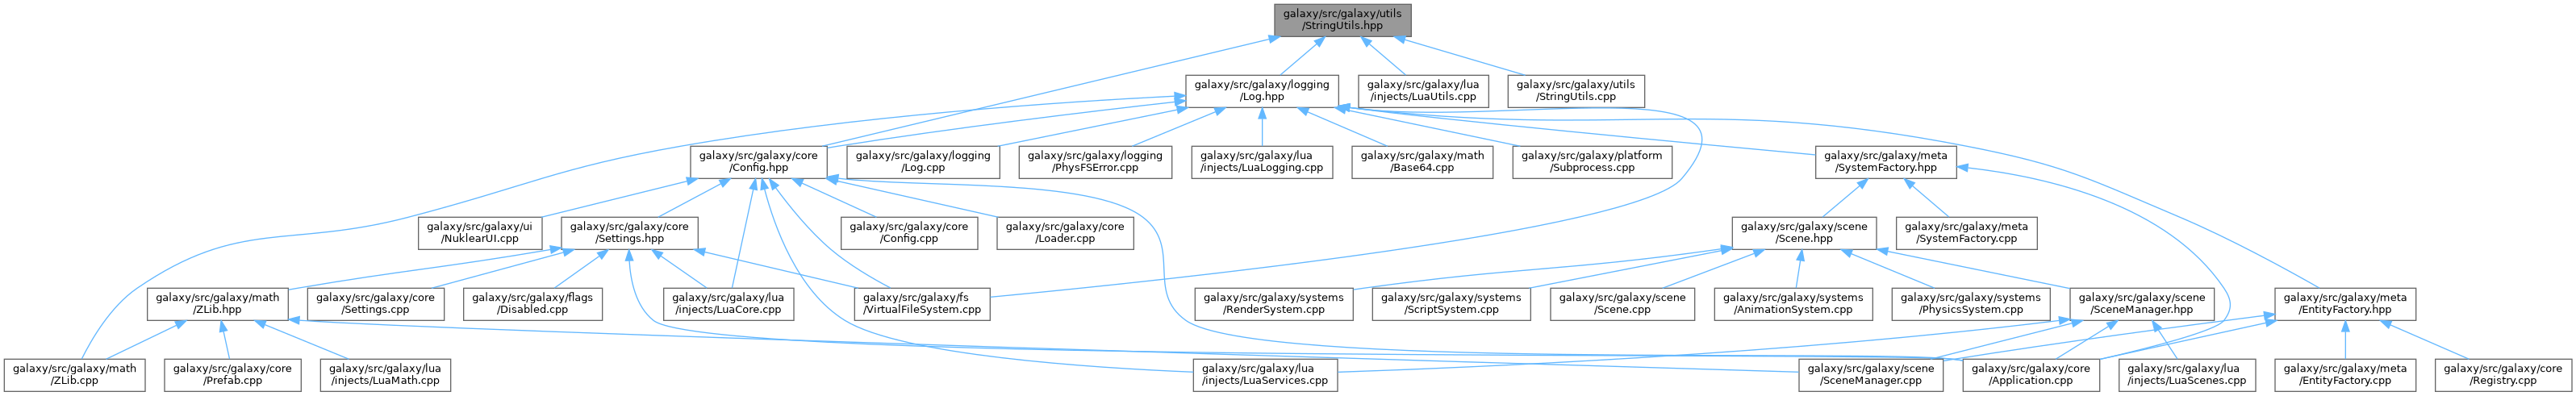 galaxy/src/galaxy/utils
/StringUtils.hpp
galaxy/src/galaxy/logging
/Log.hpp
galaxy/src/galaxy/lua
/injects/LuaUtils.cpp
galaxy/src/galaxy/utils
/StringUtils.cpp
galaxy/src/galaxy/core
/Config.hpp
galaxy/src/galaxy/logging
/Log.cpp
galaxy/src/galaxy/logging
/PhysFSError.cpp
galaxy/src/galaxy/lua
/injects/LuaLogging.cpp
galaxy/src/galaxy/math
/Base64.cpp
galaxy/src/galaxy/platform
/Subprocess.cpp
galaxy/src/galaxy/meta
/SystemFactory.hpp
galaxy/src/galaxy/ui
/NuklearUI.cpp
galaxy/src/galaxy/core
/Settings.hpp
galaxy/src/galaxy/core
/Config.cpp
galaxy/src/galaxy/core
/Loader.cpp
galaxy/src/galaxy/scene
/Scene.hpp
galaxy/src/galaxy/meta
/SystemFactory.cpp
galaxy/src/galaxy/math
/ZLib.hpp
galaxy/src/galaxy/core
/Settings.cpp
galaxy/src/galaxy/flags
/Disabled.cpp
galaxy/src/galaxy/lua
/injects/LuaCore.cpp
galaxy/src/galaxy/fs
/VirtualFileSystem.cpp
galaxy/src/galaxy/systems
/RenderSystem.cpp
galaxy/src/galaxy/systems
/ScriptSystem.cpp
galaxy/src/galaxy/scene
/Scene.cpp
galaxy/src/galaxy/systems
/AnimationSystem.cpp
galaxy/src/galaxy/systems
/PhysicsSystem.cpp
galaxy/src/galaxy/scene
/SceneManager.hpp
galaxy/src/galaxy/meta
/EntityFactory.hpp
galaxy/src/galaxy/math
/ZLib.cpp
galaxy/src/galaxy/core
/Prefab.cpp
galaxy/src/galaxy/lua
/injects/LuaMath.cpp
galaxy/src/galaxy/lua
/injects/LuaServices.cpp
galaxy/src/galaxy/scene
/SceneManager.cpp
galaxy/src/galaxy/core
/Application.cpp
galaxy/src/galaxy/lua
/injects/LuaScenes.cpp
galaxy/src/galaxy/meta
/EntityFactory.cpp
galaxy/src/galaxy/core
/Registry.cpp